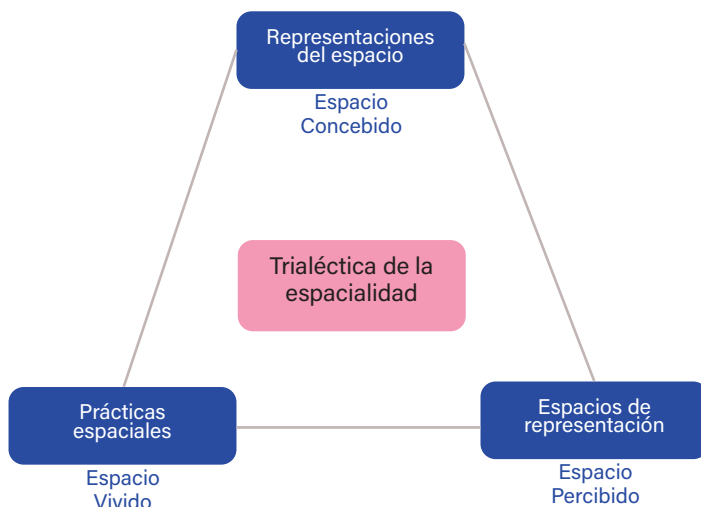 Representaciones
del espacio
Espacio
Concebido
Trialéctica de la
espacialidad
Prácticas
espaciales
Espacio
Vivido
Espacios de
representación
Espacio
Percibido